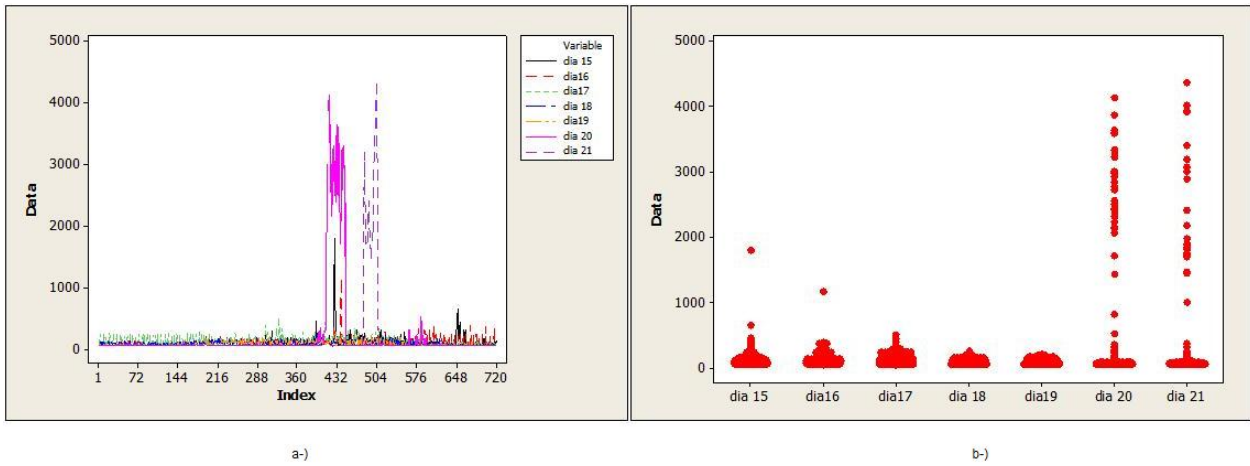 5000
4000
3000
2000
1000
0
Data
1 72 144 216 288 360 432 504 576 648 720
Index
Variable
dia 15
dia16
dia17
dia 18
dia19
dia 20
dia 21
a-)
5000
4000
3000
2000
1000
0
Data
dia 15 dia16 dia17 dia 18 dia19 dia 20 dia 21
b-)